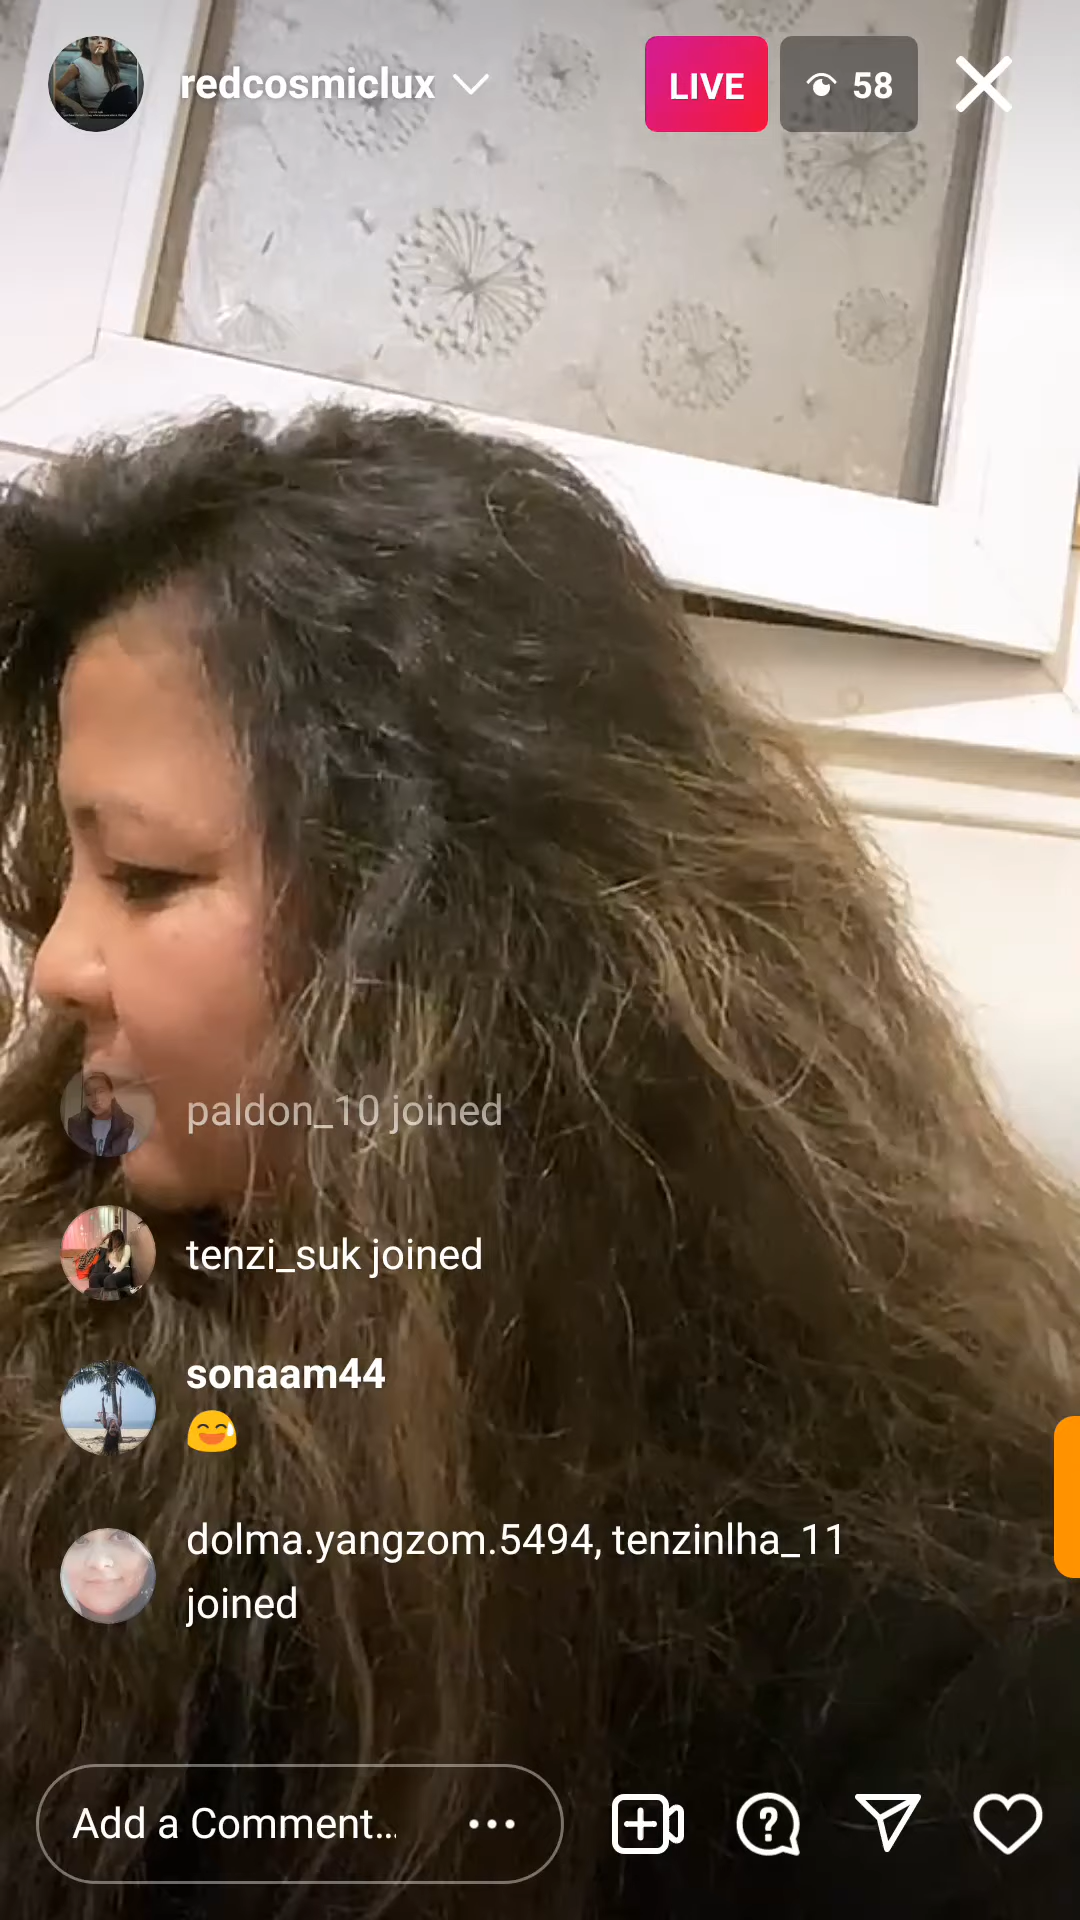 redcosmiclux
LIVE
58
paldon_10 joined
tenzi_suk joined
sonaam44
😅
dolma.yangzom.5494, tenzinlha_11
joined
Add a Comment...